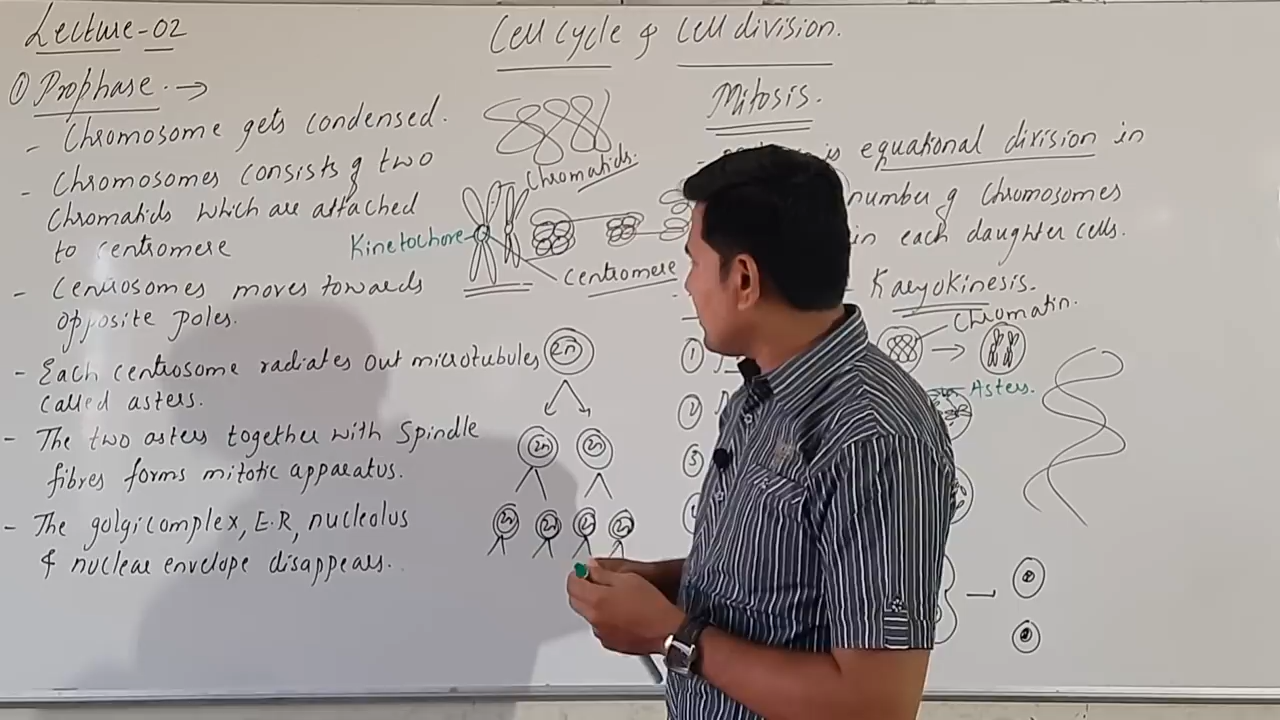 Lecture-02
Cell cycle & cell division.
① Prophase. →
- Chromosome gets condensed.
- Chromosomes consists of two
chromatids which are attached
to centromere
- Centrosomes moves towards
opposite poles.
- Each centrosome radiates out microtubules
called asters.
- The two asters together with spindle
fibres forms mitotic apparatus.
- The golgi complex, E.R, nucleolus
& nuclear envelope disappears.
Chromatids.
Kinetochore
Centromere
2n
2n 2n
2n 2n 2n 2n
Mitosis.
is equational division in
number of chromosomes
in each daughter cells.
Karyokinesis.
Chromatin.
①
Asters.
②
③